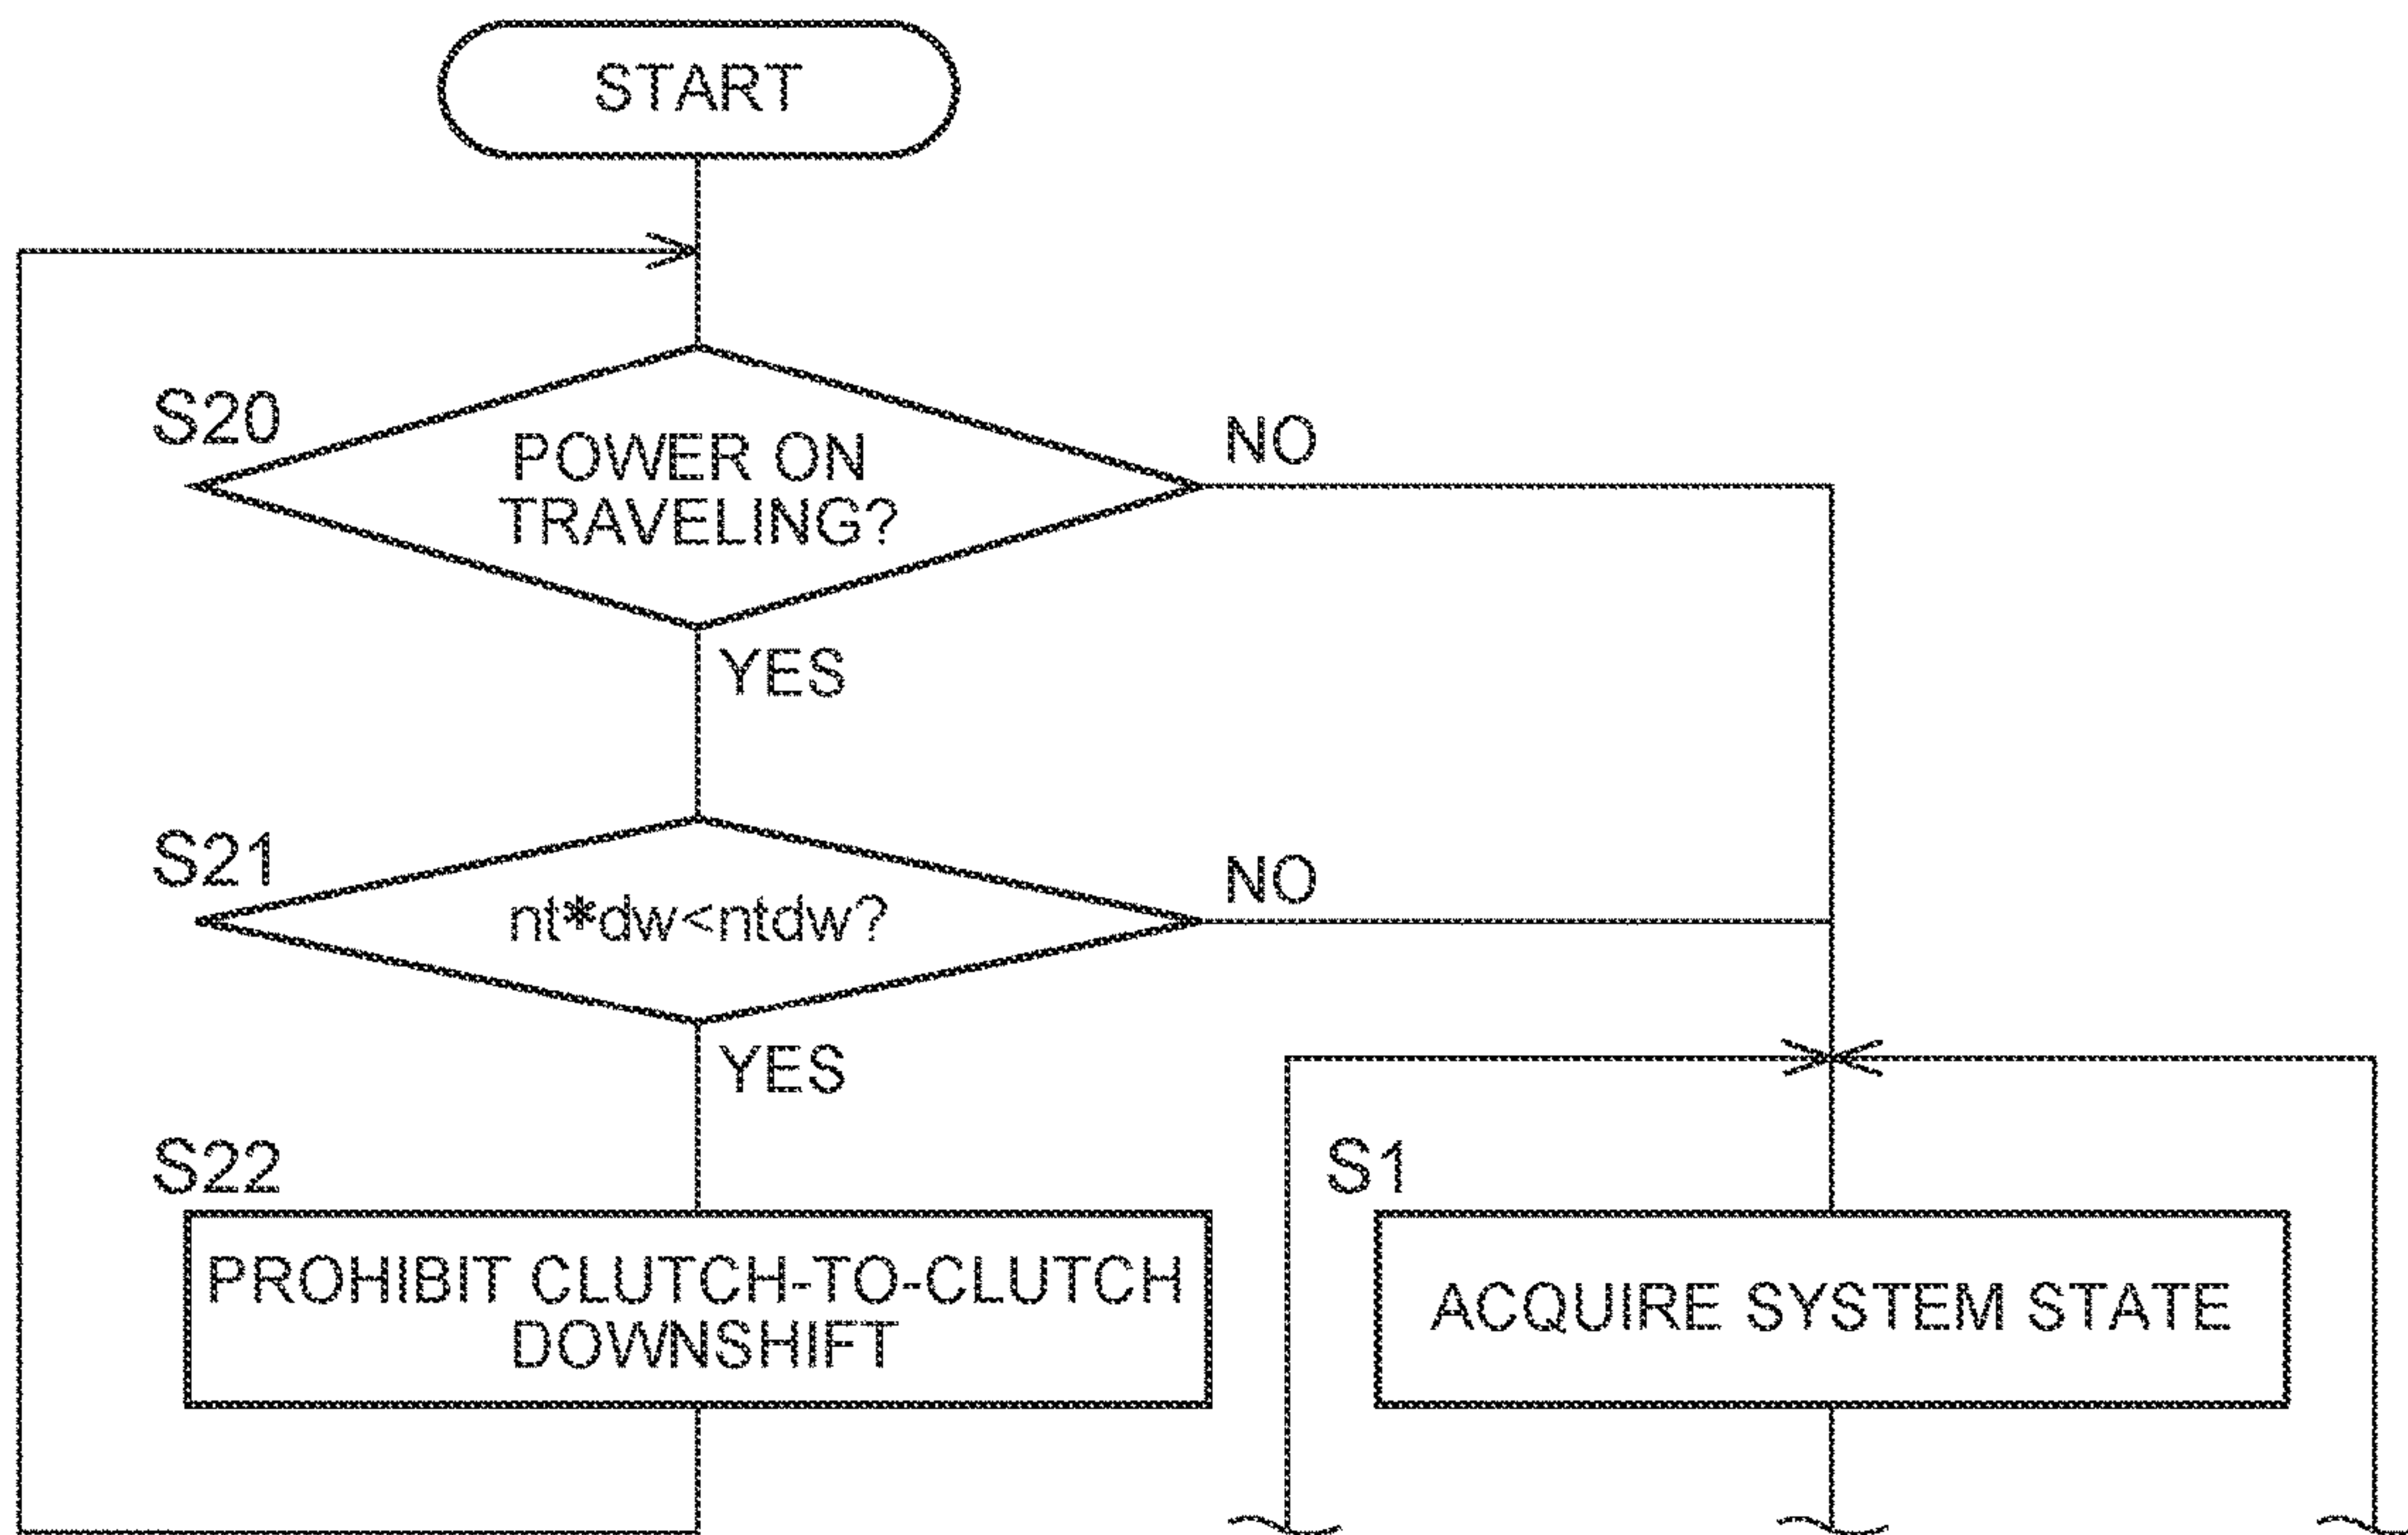 START
S20
POWER ON
TRAVELING?
NO
YES
S21
nt*dw<ntdw?
NO
YES
S22
PROHIBIT CLUTCH-TO-CLUTCH
DOWNSHIFT
S1
ACQUIRE SYSTEM STATE